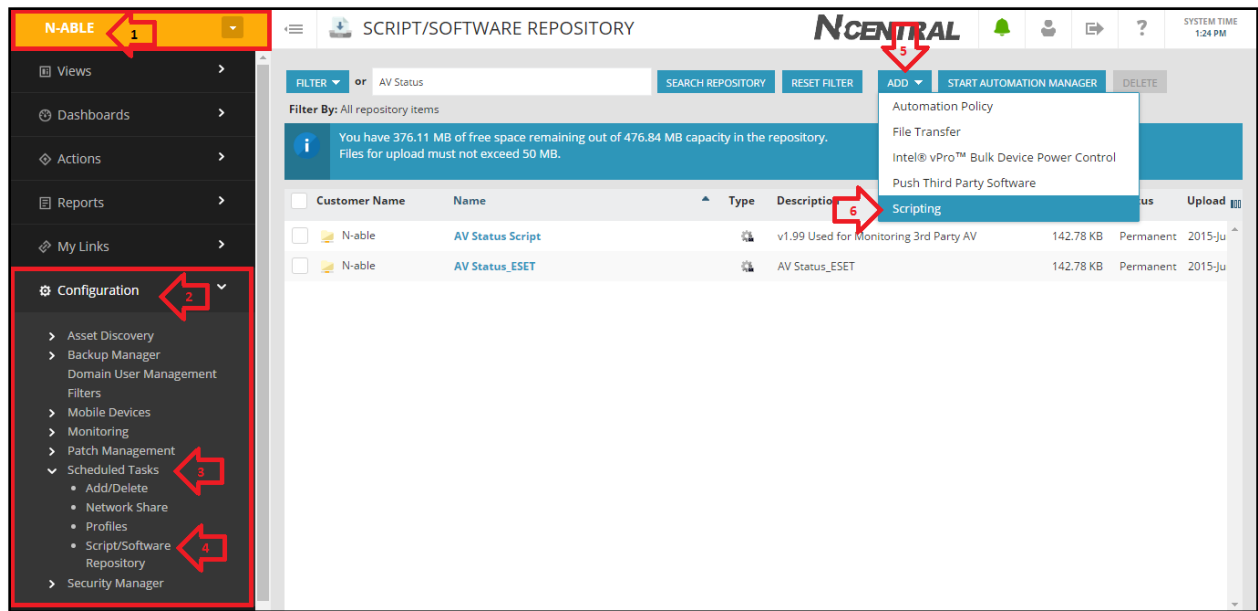 N-ABLE
1
SCRIPT/SOFTWARE REPOSITORY
NCENTRAL
5
?
SYSTEM TIME
1:24 PM
Views
Dashboards
Actions
Reports
My Links
Configuration
2
Asset Discovery
Backup Manager
Domain User Management
Filters
Mobile Devices
Monitoring
Patch Management
Scheduled Tasks
3
Add/Delete
Network Share
Profiles
Script/Software
Repository
4
Security Manager
FILTER or AV Status SEARCH REPOSITORY RESET FILTER ADD START AUTOMATION MANAGER DELETE
Filter By: All repository items
You have 376.11 MB of free space remaining out of 476.84 MB capacity in the repository.
Files for upload must not exceed 50 MB.
Automation Policy
File Transfer
Intel® vPro™ Bulk Device Power Control
Push Third Party Software
Scripting
6
Customer Name Name Type Description Upload
N-able AV Status Script v1.99 Used for Monitoring 3rd Party AV 142.78 KB Permanent 2015-Ju
N-able AV Status_ESET AV Status_ESET 142.78 KB Permanent 2015-Ju